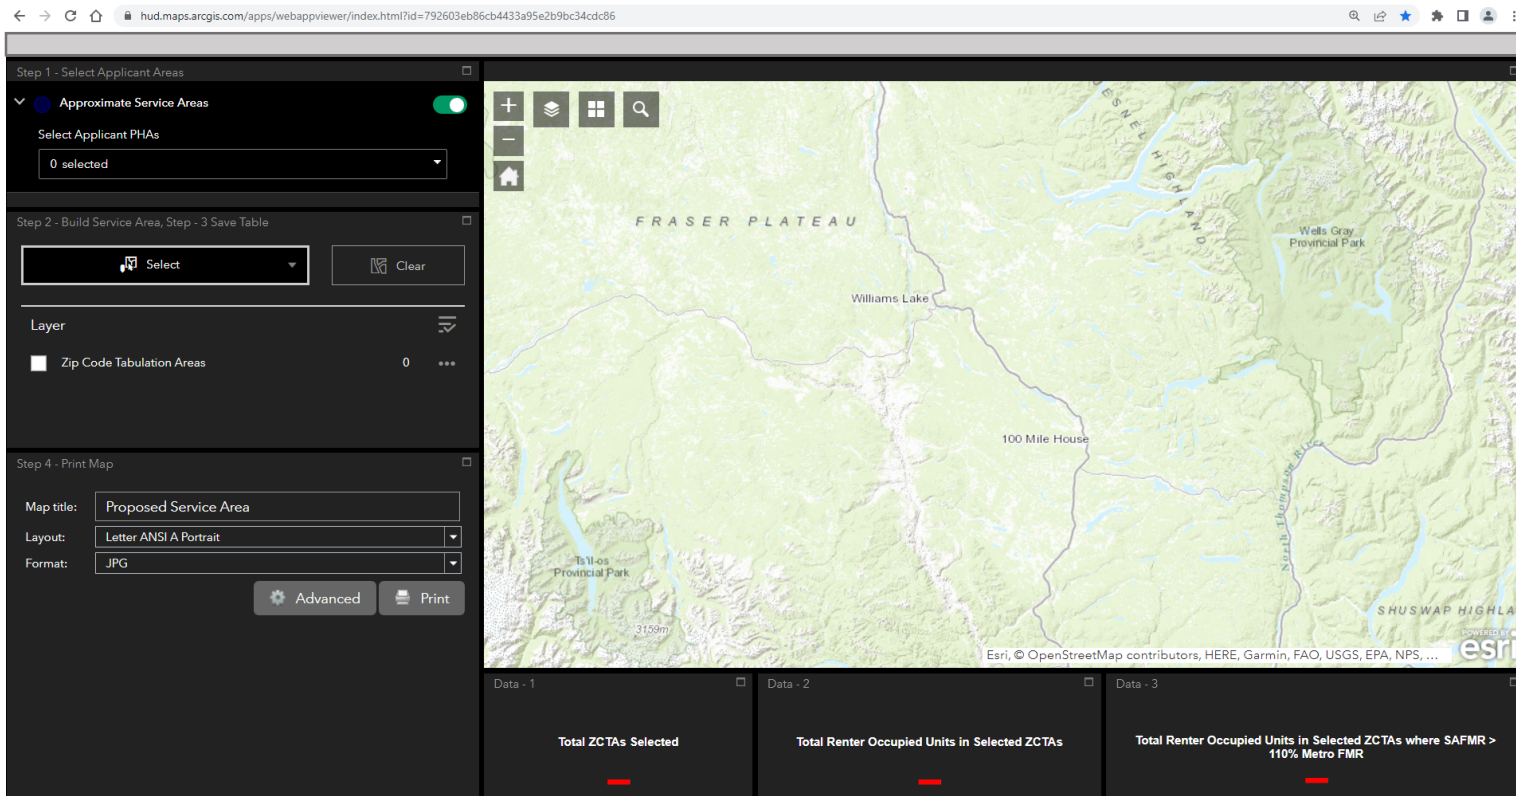 hud.maps.arcgis.com/apps/webappviewer/index.html?id=792603eb86cb4433a95e2b9bc34cdc86
Step 1 - Select Applicant Areas
Approximate Service Areas
Select Applicant PHAs
0 selected
Step 2 - Build Service Area, Step - 3 Save Table
Select
Clear
Layer
Zip Code Tabulation Areas 0
Step 4 - Print Map
Map title: Proposed Service Area
Layout: Letter ANSI A Portrait
Format: JPG
Advanced
Print
ESNEL HIGHLAND
FRASER PLATEAU
Wells Gray
Provincial Park
Williams Lake
100 Mile House
North Thompson River
Ts'il-os
Provincial Park
3159m
SHUSWAP HIGHLA
POWERED BY
esri
Esri, © OpenStreetMap contributors, HERE, Garmin, FAO, USGS, EPA, NPS, ...
Data - 1
Total ZCTAs Selected
Data - 2
Total Renter Occupied Units in Selected ZCTAs
Data - 3
Total Renter Occupied Units in Selected ZCTAs where SAFMR >
110% Metro FMR